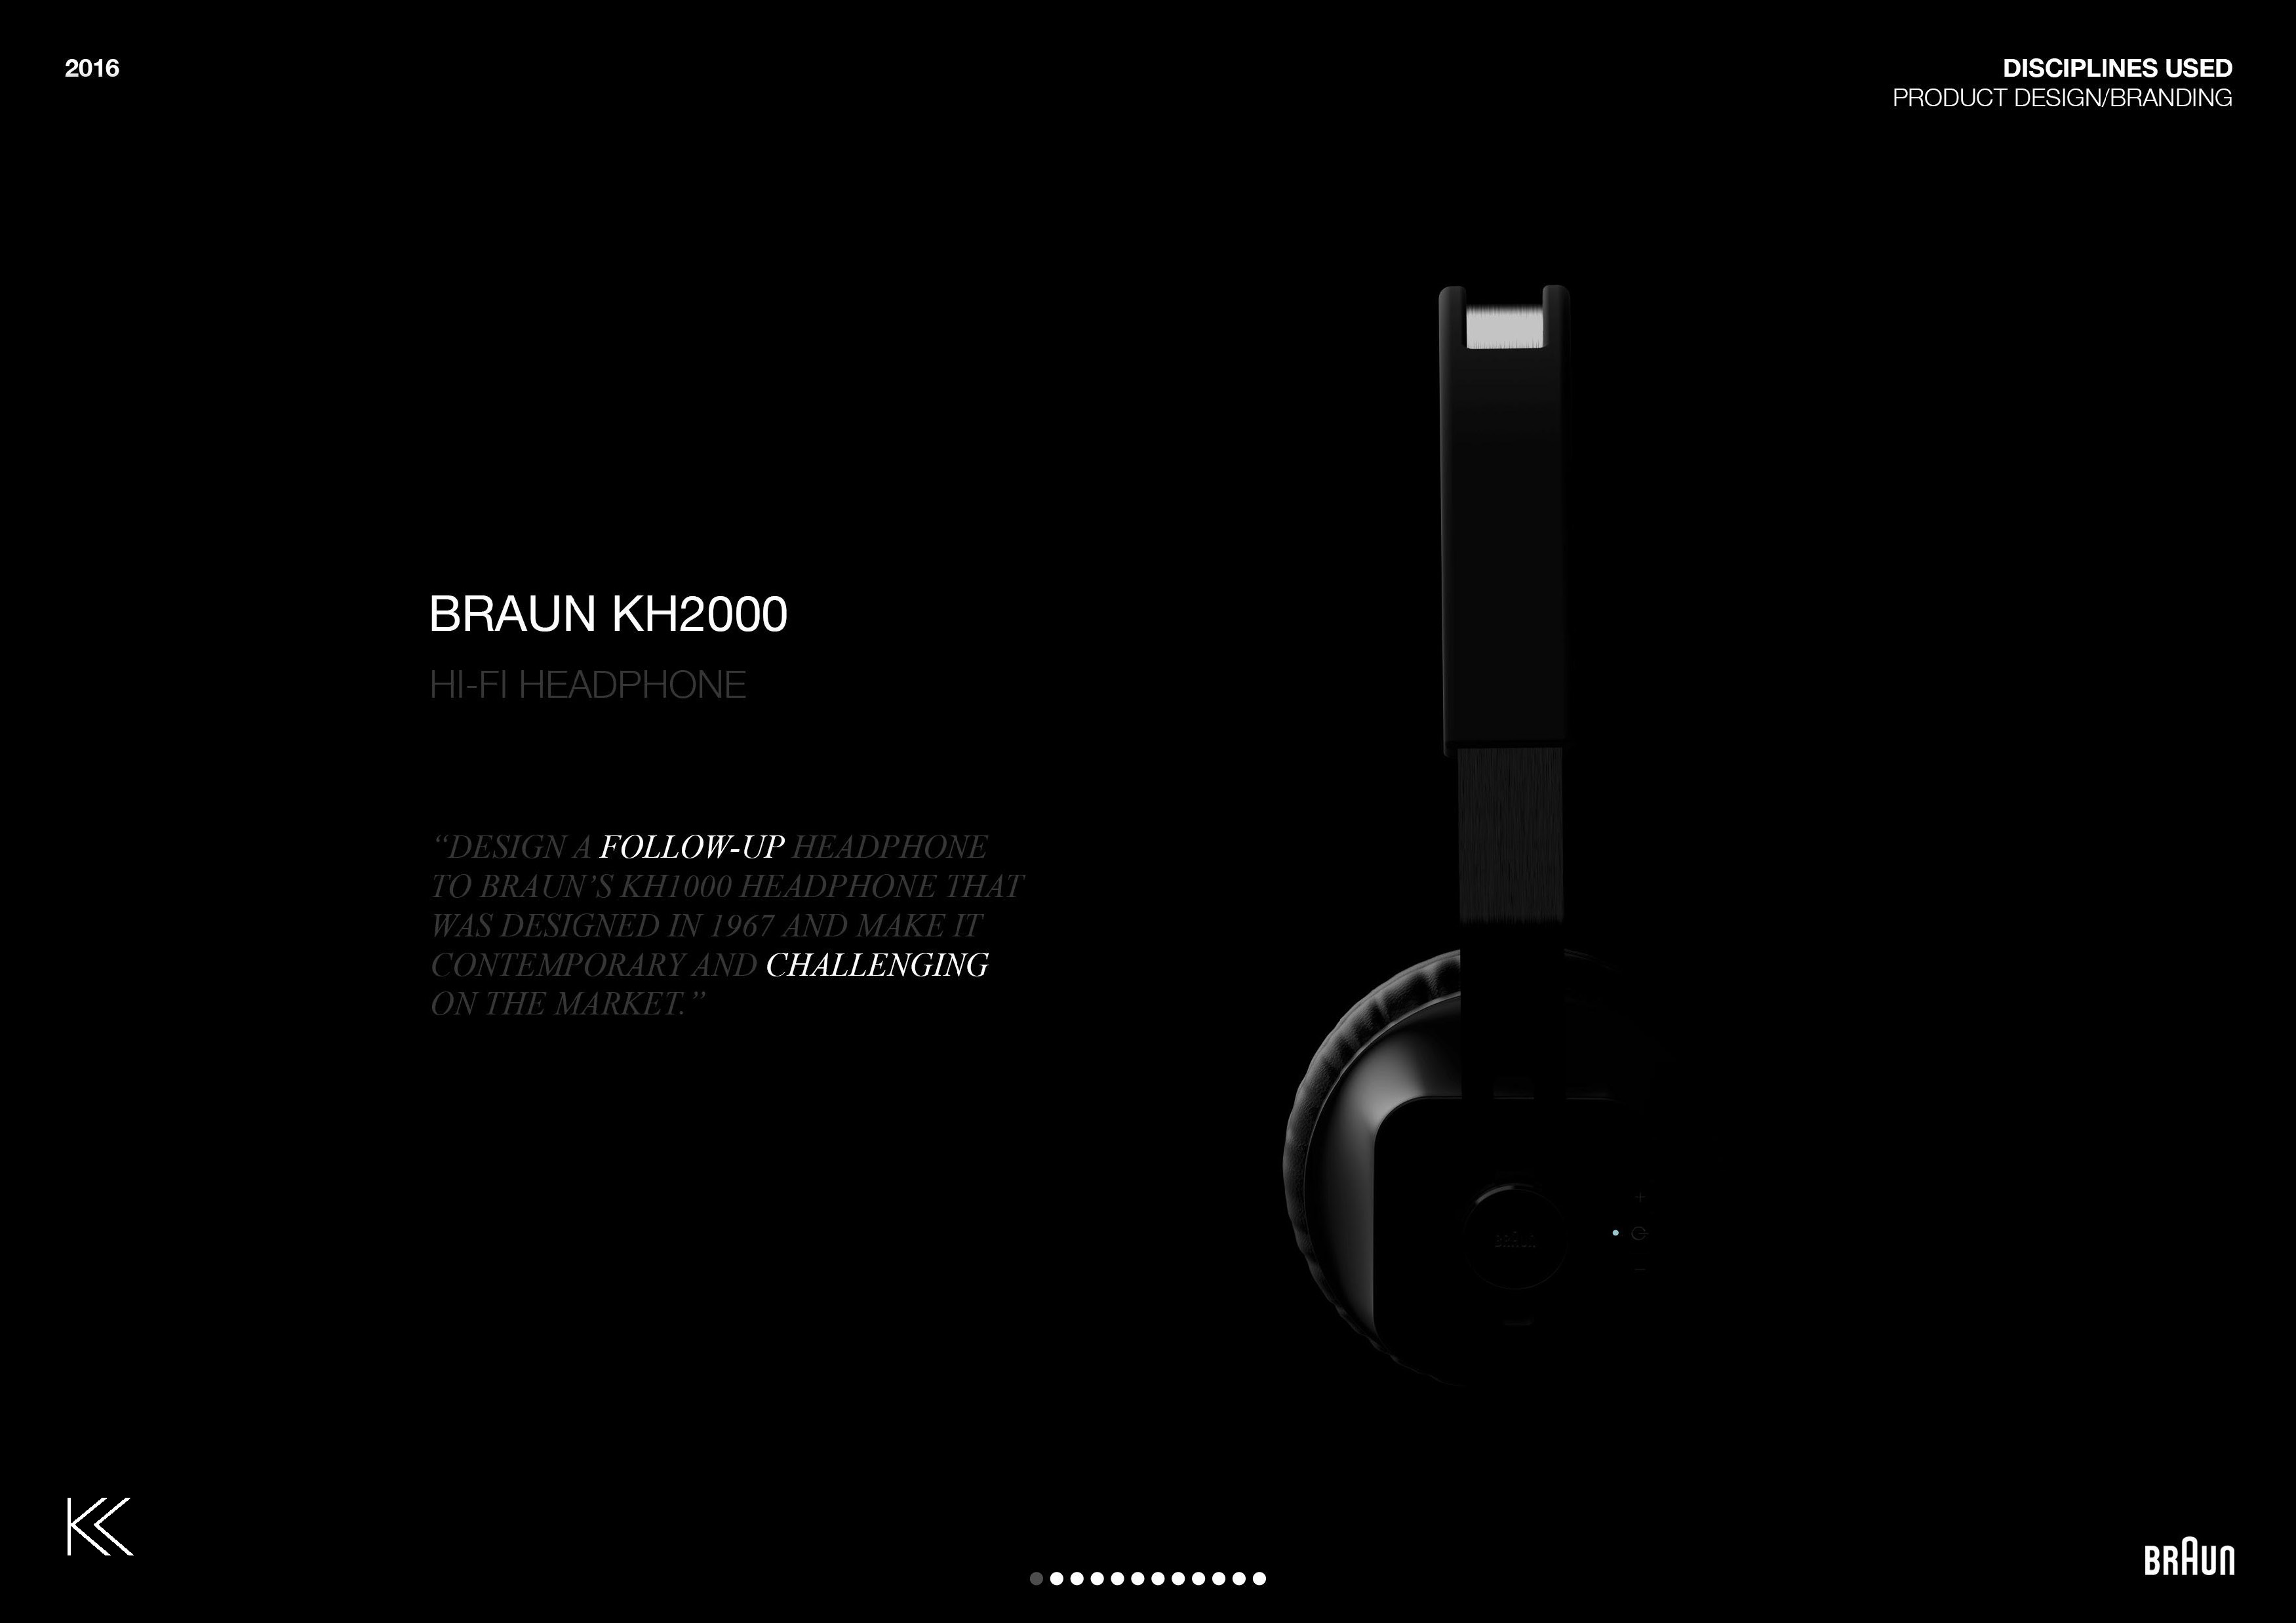 2016
DISCIPLINES USED
PRODUCT DESIGN/BRANDING
BRAUN KH2000
HI-FI HEADPHONE
“DESIGN A FOLLOW-UP HEADPHONE
TO BRAUN’S KH1000 HEADPHONE THAT
WAS DESIGNED IN 1967 AND MAKE IT
CONTEMPORARY AND CHALLENGING
ON THE MARKET.”
BRAUN
+
−
K
BRAUN